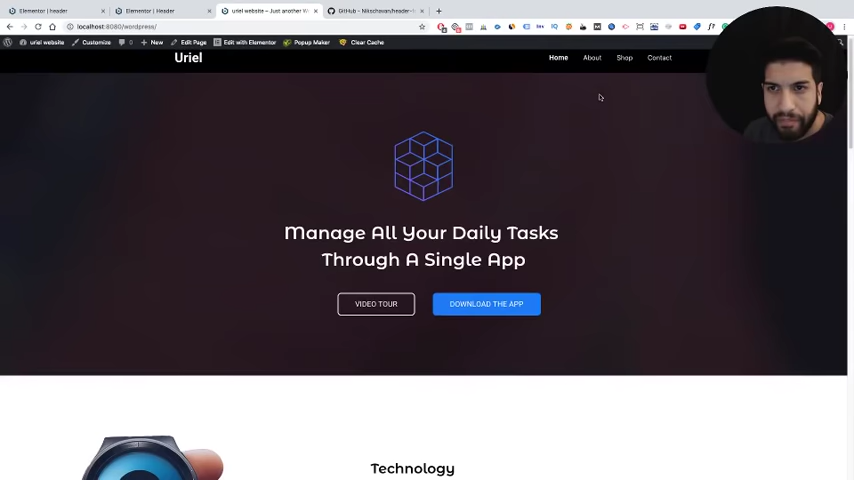 Elementor | header
Elementor | Header
uriel website – Just another W
GitHub - Nikschavan/header-f
localhost:8080/wordpress/
uriel website
Customize
0
New
Edit Page
Edit with Elementor
Popup Maker
Clear Cache
Uriel
Home
About
Shop
Contact
Manage All Your Daily Tasks
Through A Single App
VIDEO TOUR
DOWNLOAD THE APP
Technology